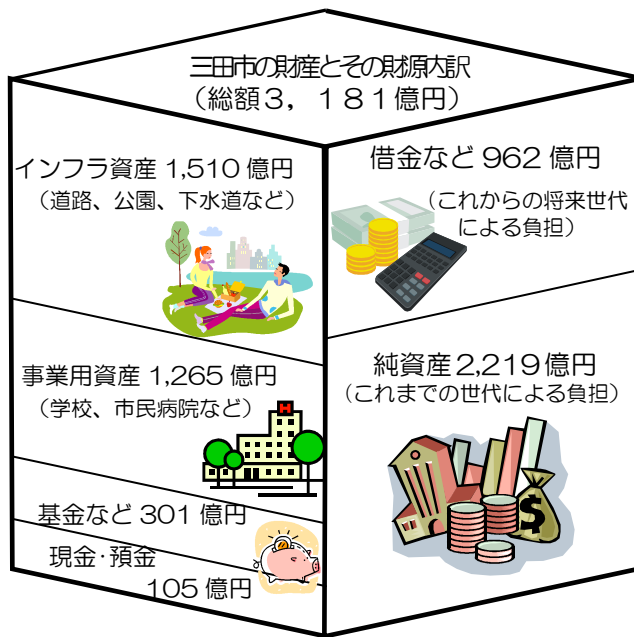 三田市の財産とその財源内訳
（総額３，１８１億円）
インフラ資産 1,510 億円
（道路、公園、下水道など）
事業用資産 1,265 億円
（学校、市民病院など）
H
基金など 301 億円
現金･預金
105 億円
借金など 962 億円
（これからの将来世代
による負担）
純資産 2,219億円
（これまでの世代による負担）
$